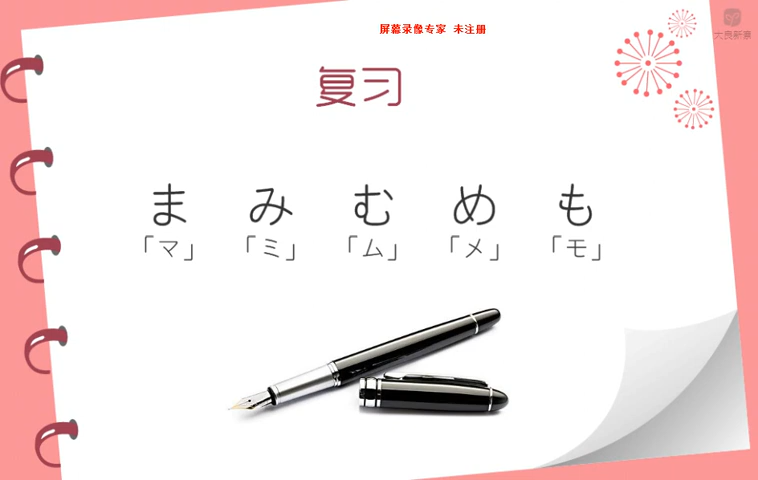 屏幕录像专家 未注册
大良新豪
复习
ま み む め も
「マ」 「ミ」 「ム」 「メ」 「モ」